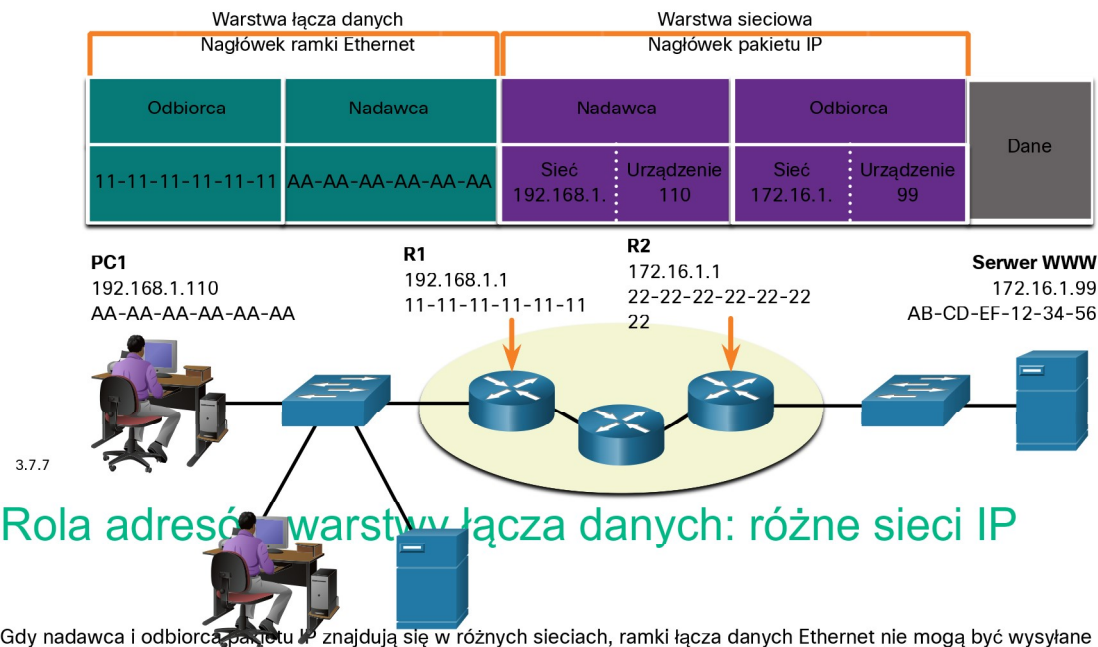 Warstwa łącza danych
Nagłówek ramki Ethernet
Warstwa sieciowa
Nagłówek pakietu IP
Odbiorca
Nadawca
Nadawca
Odbiorca
Dane
11-11-11-11-11-11
AA-AA-AA-AA-AA-AA
Sieć
192.168.1.
Urządzenie
110
Sieć
172.16.1.
Urządzenie
99
PC1
192.168.1.110
AA-AA-AA-AA-AA-AA
R1
192.168.1.1
11-11-11-11-11-11
R2
172.16.1.1
22-22-22-22-22-22
22
Serwer WWW
172.16.1.99
AB-CD-EF-12-34-56
3.7.7
Rola adresów warstwy łącza danych: różne sieci IP
Gdy nadawca i odbiorca pakietu IP znajdują się w różnych sieciach, ramki łącza danych Ethernet nie mogą być wysyłane